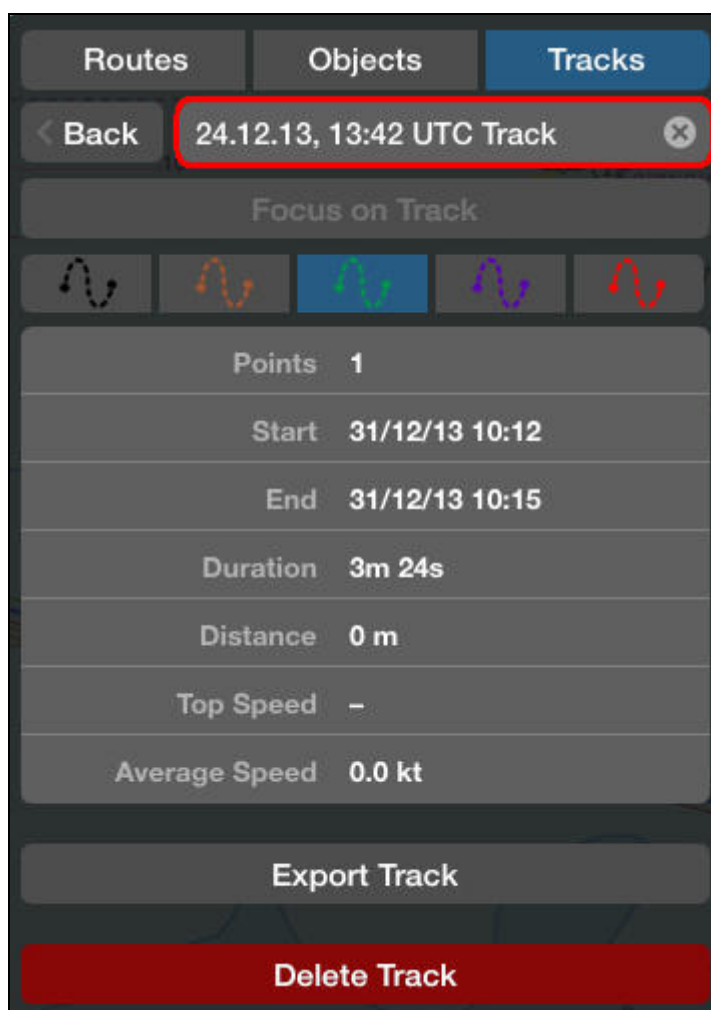 Routes Objects Tracks
Back 24.12.13, 13:42 UTC Track
Focus on Track
Points 1
Start 31/12/13 10:12
End 31/12/13 10:15
Duration 3m 24s
Distance 0 m
Top Speed –
Average Speed 0.0 kt
Export Track
Delete Track